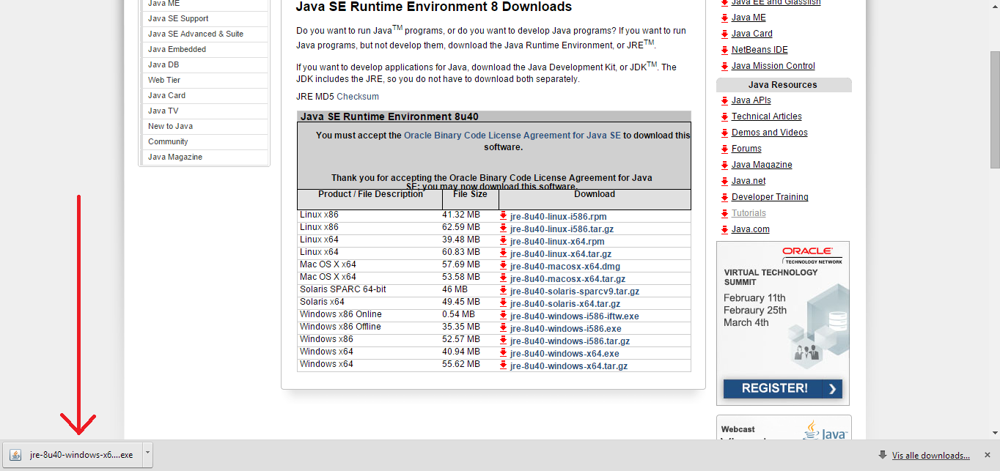 Java ME
Java SE Support
Java SE Advanced & Suite
Java Embedded
Java DB
Web Tier
Java Card
Java TV
New to Java
Community
Java Magazine
Java SE Runtime Environment 8 Downloads
Do you want to run Java™ programs, or do you want to develop Java programs? If you want to run
Java programs, but not develop them, download the Java Runtime Environment, or JRE™.
If you want to develop applications for Java, download the Java Development Kit, or JDK™. The
JDK includes the JRE, so you do not have to download both separately.
JRE MD5 Checksum
Java SE Runtime Environment 8u40
You must accept the Oracle Binary Code License Agreement for Java SE to download this
software.
Thank you for accepting the Oracle Binary Code License Agreement for Java
SE; you may now download this software.
Product / File Description File Size Download
Linux x86 41.32 MB jre-8u40-linux-i586.rpm
Linux x86 62.59 MB jre-8u40-linux-i586.tar.gz
Linux x64 39.48 MB jre-8u40-linux-x64.rpm
Linux x64 60.83 MB jre-8u40-linux-x64.tar.gz
Mac OS X x64 57.69 MB jre-8u40-macosx-x64.dmg
Mac OS X x64 53.58 MB jre-8u40-macosx-x64.tar.gz
Solaris SPARC 64-bit 46 MB jre-8u40-solaris-sparcv9.tar.gz
Solaris x64 49.45 MB jre-8u40-solaris-x64.tar.gz
Windows x86 Online 0.54 MB jre-8u40-windows-i586-iftw.exe
Windows x86 Offline 35.35 MB jre-8u40-windows-i586.exe
Windows x86 52.57 MB jre-8u40-windows-i586.tar.gz
Windows x64 40.94 MB jre-8u40-windows-x64.exe
Windows x64 55.62 MB jre-8u40-windows-x64.tar.gz
Java EE and Glassfish
Java ME
Java Card
NetBeans IDE
Java Mission Control
Java Resources
Java APIs
Technical Articles
Demos and Videos
Forums
Java Magazine
Java.net
Developer Training
Tutorials
Java.com
ORACLE
TECHNOLOGY NETWORK
VIRTUAL TECHNOLOGY
SUMMIT
February 11th
Febraury 25th
March 4th
REGISTER!
Webcast
Java™
jre-8u40-windows-x6....exe
Vis alle downloads...